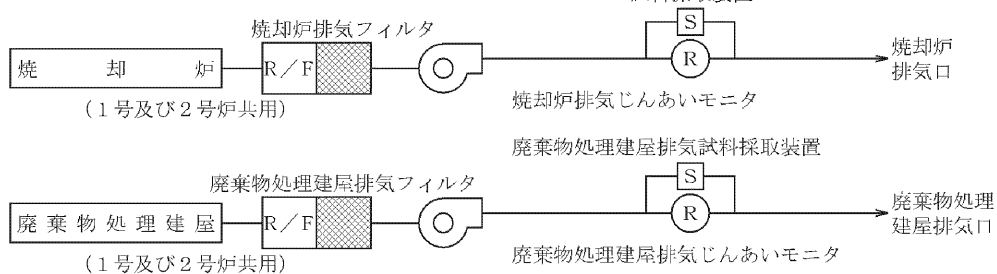 焼却炉排気フィルタ
S
焼却炉
排気口
焼却炉
R/F
R
(1号及び2号炉共用)
焼却炉排気じんあいモニタ
廃棄物処理建屋排気試料採取装置
廃棄物処理建屋排気フィルタ
S
廃棄物処理
建屋排気口
廃棄物処理建屋
R/F
R
(1号及び2号炉共用)
廃棄物処理建屋排気じんあいモニタ